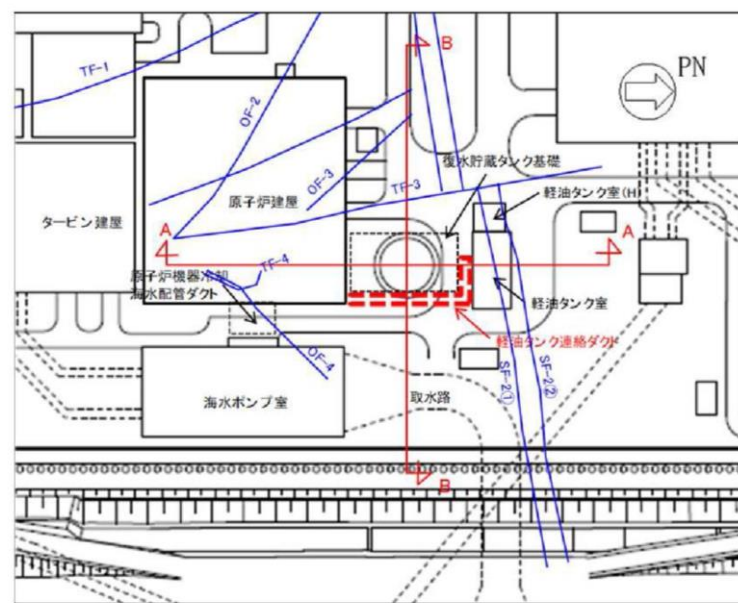 B
TF-1
PN
OF-2
復水貯蔵タンク基礎
OF-3
TF-3
軽油タンク室(H)
原子炉建屋
タービン建屋
A
A
TF-4
原子炉機器冷却
海水配管ダクト
軽油タンク室
軽油タンク連絡ダクト
OF-4
SF-2①
SF-2②
海水ポンプ室
取水路
B